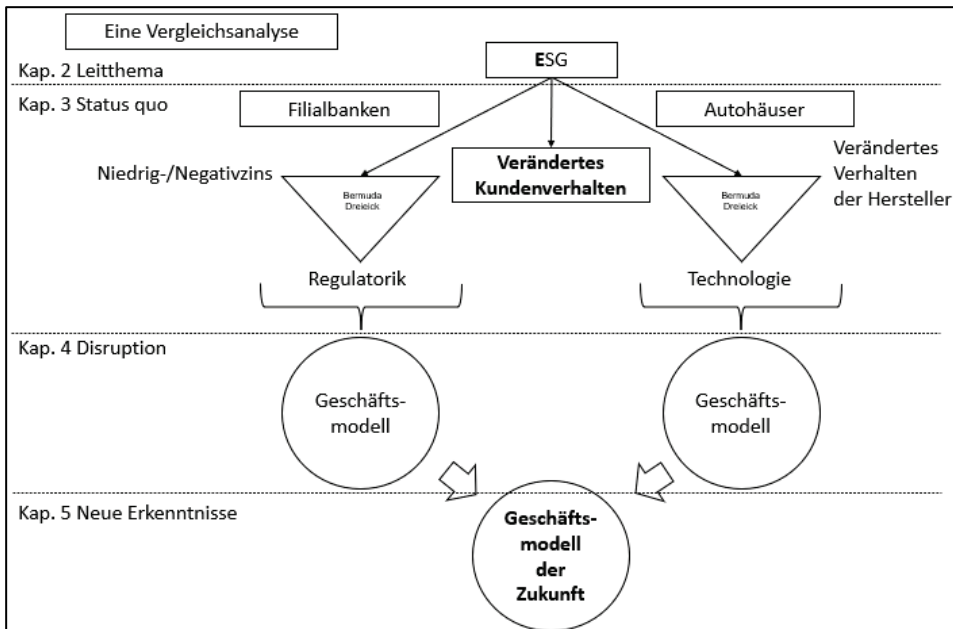 Eine Vergleichsanalyse
Kap. 2 Leitthema
ESG
Kap. 3 Status quo
Filialbanken
Autohäuser
Niedrig-/Negativzins
Verändertes
Kundenverhalten
Verändertes
Verhalten
der Hersteller
Bermuda
Dreieick
Bermuda
Dreieick
Regulatorik
Technologie
Kap. 4 Disruption
Geschäfts-
modell
Geschäfts-
modell
Kap. 5 Neue Erkenntnisse
Geschäfts-
modell
der
Zukunft